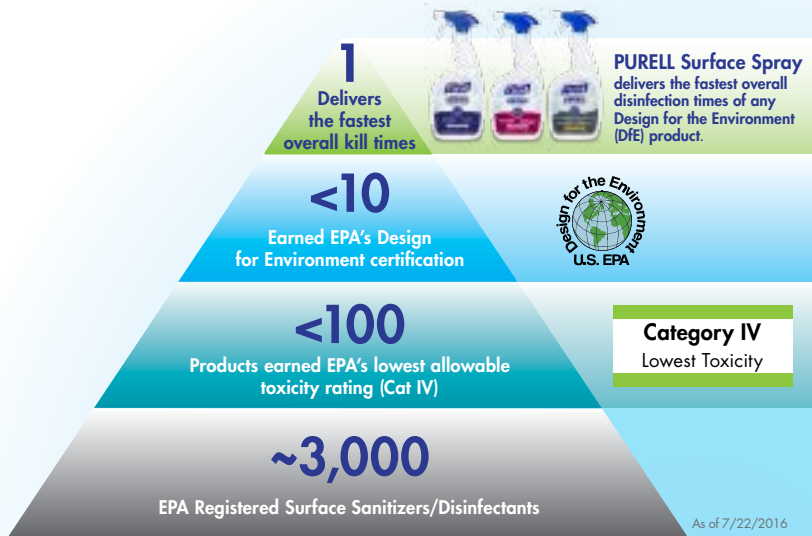 1
Delivers
the fastest
overall kill times
PURELL Surface Spray
delivers the fastest overall
disinfection times of any
Design for the Environment
(DfE) product.
<10
Earned EPA's Design
for Environment certification
Design for the Environment
U.S. EPA
<100
Products earned EPA's lowest allowable
toxicity rating (Cat IV)
Category IV
Lowest Toxicity
~3,000
EPA Registered Surface Sanitizers/Disinfectants
As of 7/22/2016